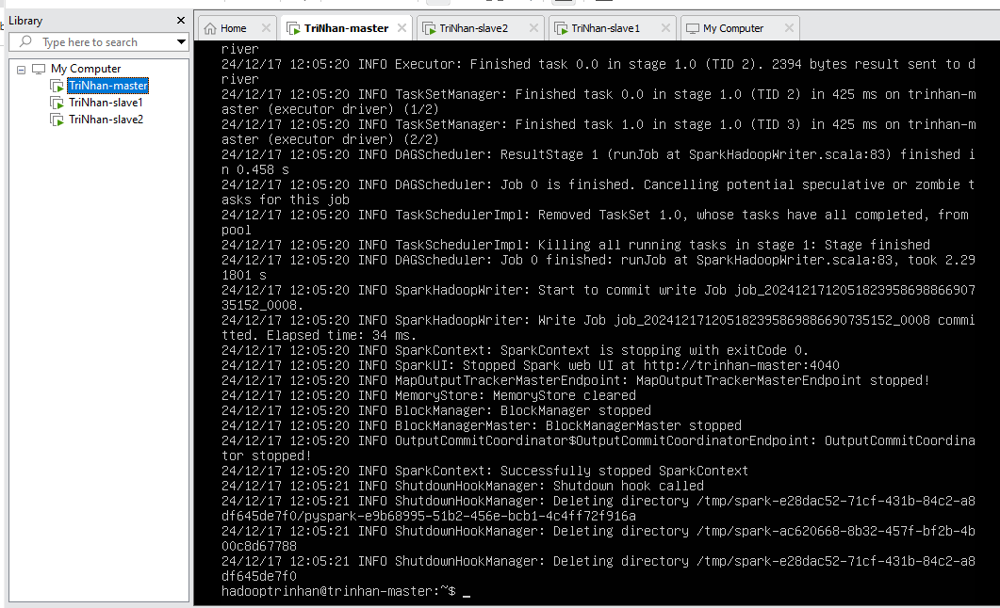 Library
Type here to search
My Computer
TriNhan-master
TriNhan-slave1
TriNhan-slave2
Home
TriNhan-master
TriNhan-slave2
TriNhan-slave1
My Computer
river
24/12/17 12:05:20 INFO Executor: Finished task 0.0 in stage 1.0 (TID 2). 2394 bytes result sent to d
river
24/12/17 12:05:20 INFO TaskSetManager: Finished task 0.0 in stage 1.0 (TID 2) in 425 ms on trinhan-m
aster (executor driver) (1/2)
24/12/17 12:05:20 INFO TaskSetManager: Finished task 1.0 in stage 1.0 (TID 3) in 425 ms on trinhan-m
aster (executor driver) (2/2)
24/12/17 12:05:20 INFO DAGScheduler: ResultStage 1 (runJob at SparkHadoopWriter.scala:83) finished i
n 0.458 s
24/12/17 12:05:20 INFO DAGScheduler: Job 0 is finished. Cancelling potential speculative or zombie t
asks for this job
24/12/17 12:05:20 INFO TaskSchedulerImpl: Removed TaskSet 1.0, whose tasks have all completed, from
pool
24/12/17 12:05:20 INFO TaskSchedulerImpl: Killing all running tasks in stage 1: Stage finished
24/12/17 12:05:20 INFO DAGScheduler: Job 0 finished: runJob at SparkHadoopWriter.scala:83, took 2.29
1801 s
24/12/17 12:05:20 INFO SparkHadoopWriter: Start to commit write Job job_202412171205182395869886690​7
35152_0008.
24/12/17 12:05:20 INFO SparkHadoopWriter: Write Job job_202412171205182395869886690735152_0008 commi
tted. Elapsed time: 34 ms.
24/12/17 12:05:20 INFO SparkContext: SparkContext is stopping with exitCode 0.
24/12/17 12:05:20 INFO SparkUI: Stopped Spark web UI at http://trinhan-master:4040
24/12/17 12:05:20 INFO MapOutputTrackerMasterEndpoint: MapOutputTrackerMasterEndpoint stopped!
24/12/17 12:05:20 INFO MemoryStore: MemoryStore cleared
24/12/17 12:05:20 INFO BlockManager: BlockManager stopped
24/12/17 12:05:20 INFO BlockManagerMaster: BlockManagerMaster stopped
24/12/17 12:05:20 INFO OutputCommitCoordinator$OutputCommitCoordinatorEndpoint: OutputCommitCoordina
tor stopped!
24/12/17 12:05:20 INFO SparkContext: Successfully stopped SparkContext
24/12/17 12:05:21 INFO ShutdownHookManager: Shutdown hook called
24/12/17 12:05:21 INFO ShutdownHookManager: Deleting directory /tmp/spark-e28dac52-71cf-431b-84c2-a8
df645de7f0/pyspark-e9b68995-51b2-456e-bcb1-4c4ff72f916a
24/12/17 12:05:21 INFO ShutdownHookManager: Deleting directory /tmp/spark-ac620668-8b32-457f-bf2b-4b
00c8d67788
24/12/17 12:05:21 INFO ShutdownHookManager: Deleting directory /tmp/spark-e28dac52-71cf-431b-84c2-a8
df645de7f0
hadooptrinhan@trinhan-master:~$ _